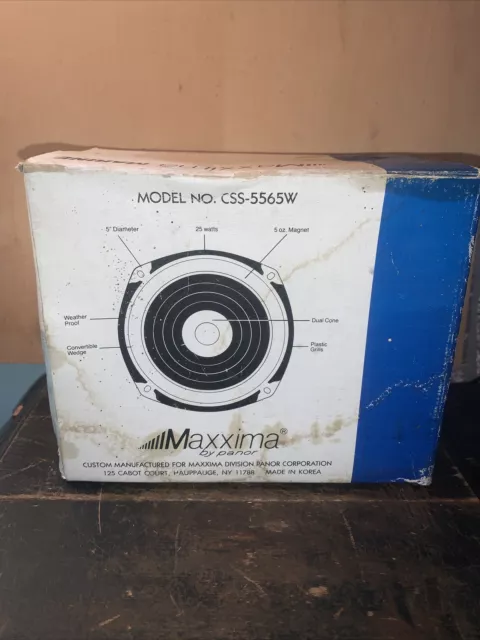 MODEL NO. CSS-5565W
5" Diameter
25 watts
5 oz. Magnet
Weather
Proof
Dual Cone
Convertible
Wedge
Plastic
Grills
Maxxima®
by panor
CUSTOM MANUFACTURED FOR MAXXIMA DIVISION PANOR CORPORATION
125 CABOT COURT, HAUPPAUGE, NY 11788 MADE IN KOREA